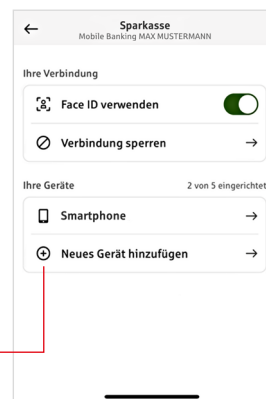 Sparkasse
Mobile Banking MAX MUSTERMANN
Ihre Verbindung
Face ID verwenden
Verbindung sperren
Ihre Geräte 2 von 5 eingerichtet
Smartphone
Neues Gerät hinzufügen